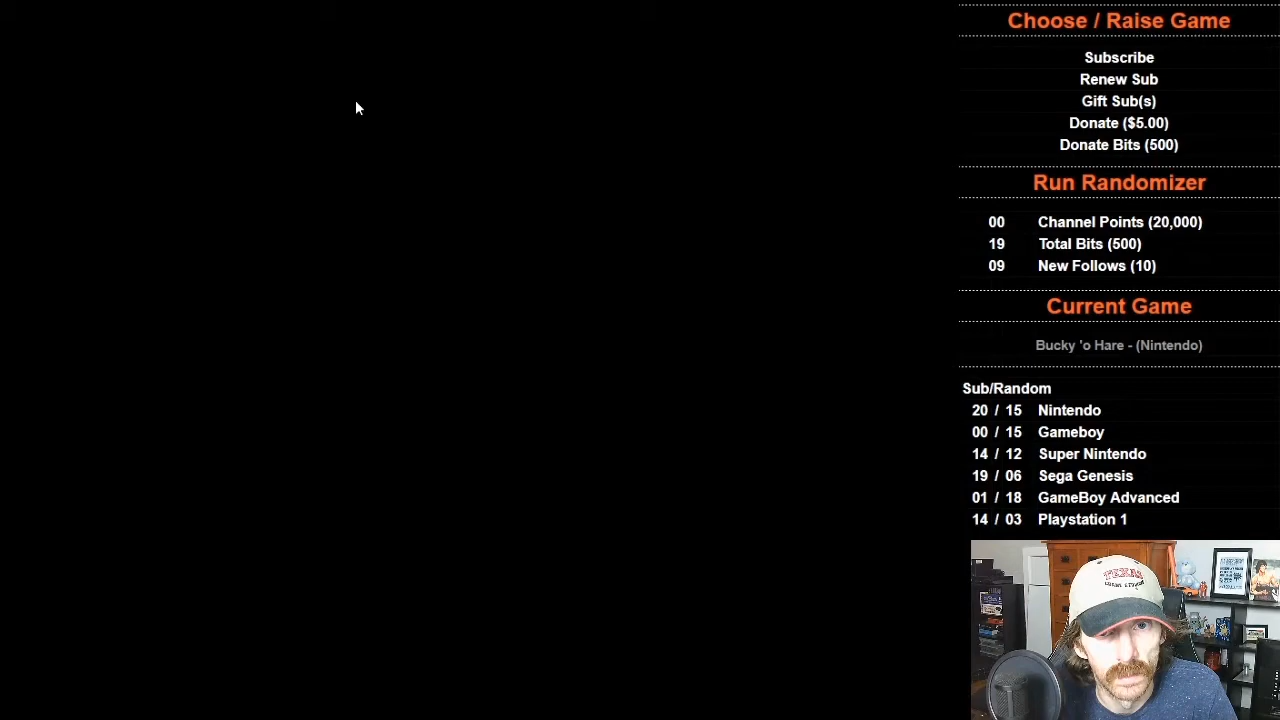 Choose / Raise Game
Subscribe
Renew Sub
Gift Sub(s)
Donate ($5.00)
Donate Bits (500)
Run Randomizer
00 Channel Points (20,000)
19 Total Bits (500)
09 New Follows (10)
Current Game
Bucky 'o Hare - (Nintendo)
Sub/Random
20 / 15 Nintendo
00 / 15 Gameboy
14 / 12 Super Nintendo
19 / 06 Sega Genesis
01 / 18 GameBoy Advanced
14 / 03 Playstation 1
TEXAS